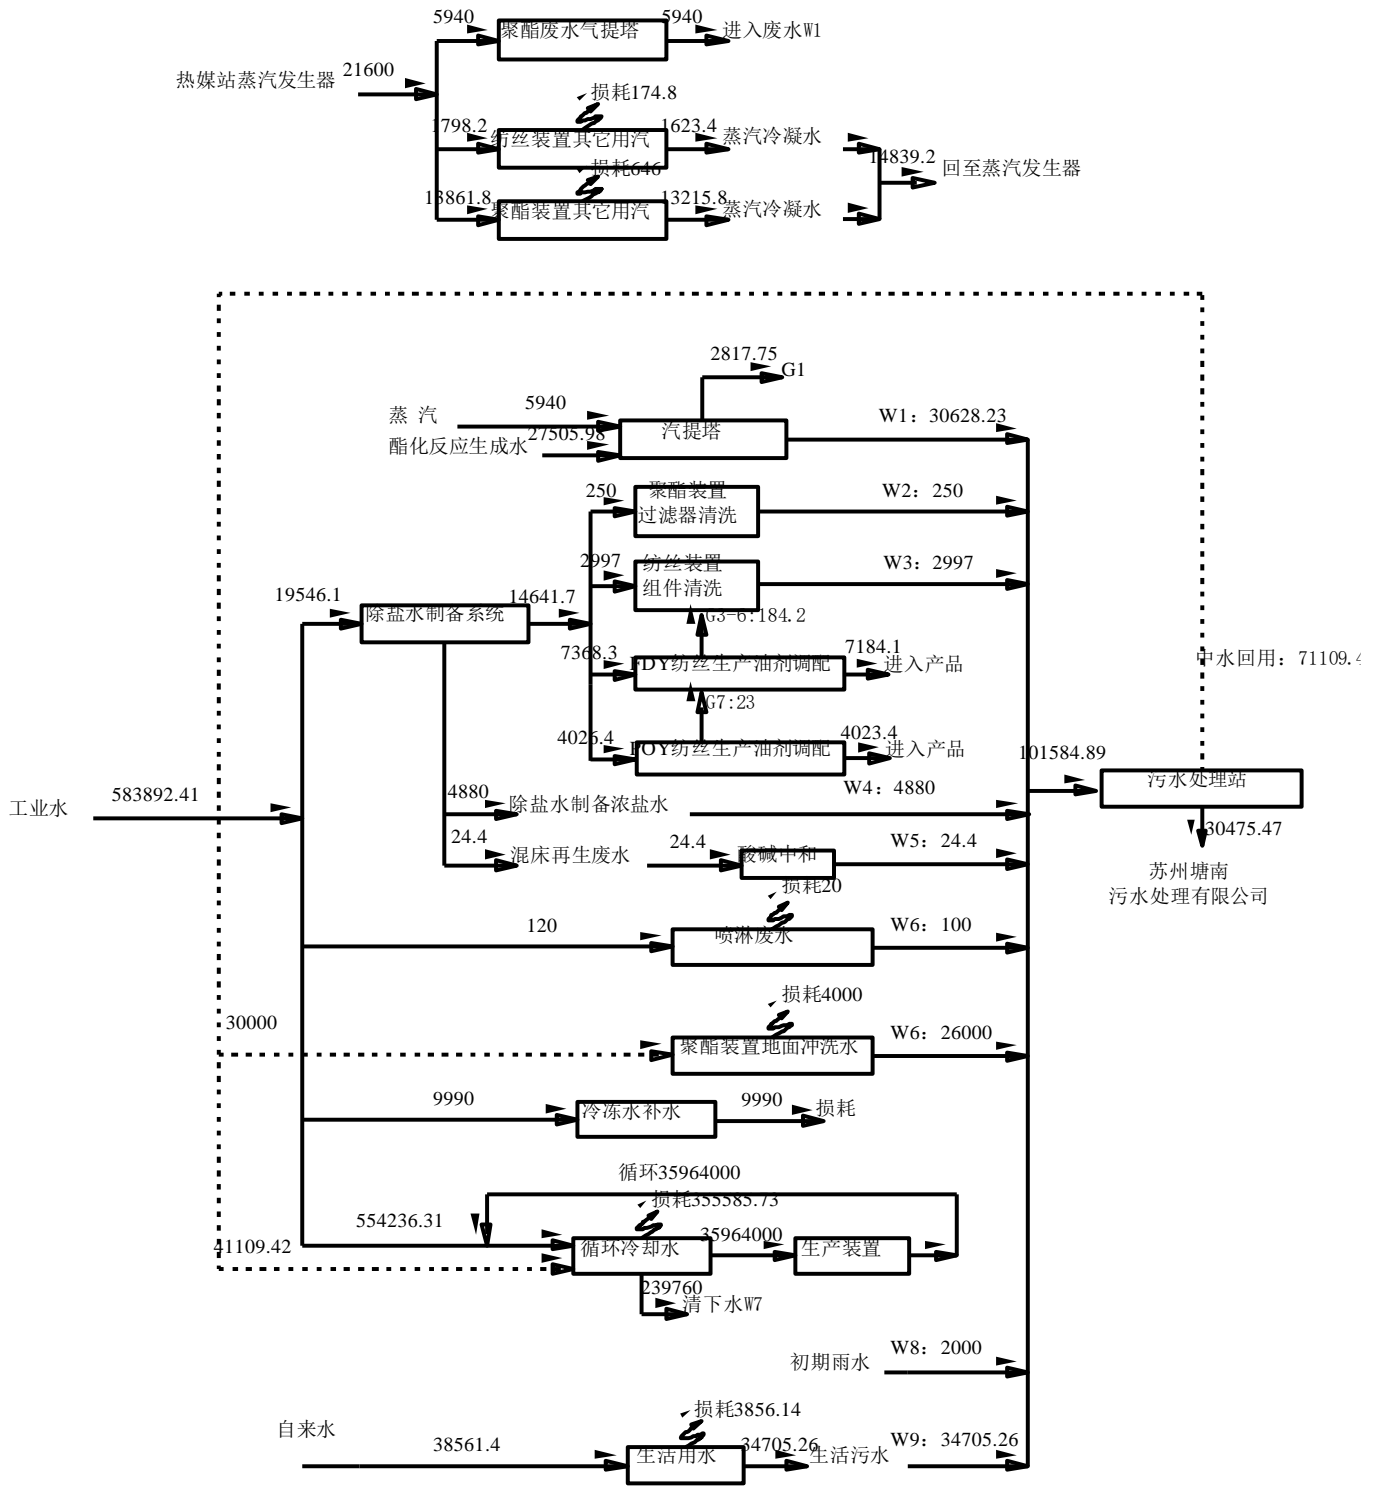 5940
聚酯废水气提塔
5940
进入废水W1
热媒站蒸汽发生器
21600
损耗174.8
1798.2
纺丝装置其它用汽
1623.4
蒸汽冷凝水
14839.2
回至蒸汽发生器
损耗646
13861.8
聚酯装置其它用汽
13215.8
蒸汽冷凝水
2817.75
G1
蒸 汽
5940
酯化反应生成水
27505.98
汽提塔
W1：30628.23
250
聚酯装置
过滤器清洗
W2：250
2997
纺丝装置
组件清洗
W3：2997
19546.1
除盐水制备系统
14641.7
G3-6:184.2
7368.3
FDY纺丝生产油剂调配
7184.1
进入产品
中水回用：71109.4
G7:23
4026.4
POY纺丝生产油剂调配
4023.4
进入产品
101584.89
污水处理站
工业水
583892.41
4880
除盐水制备浓盐水
W4：4880
30475.47
24.4
混床再生废水
24.4
酸碱中和
W5：24.4
苏州塘南
污水处理有限公司
损耗20
120
喷淋废水
W6：100
损耗4000
30000
聚酯装置地面冲洗水
W6：26000
9990
冷冻水补水
9990
损耗
循环35964000
损耗355585.73
554236.31
41109.42
循环冷却水
35964000
生产装置
239760
清下水W7
初期雨水
W8：2000
自来水
损耗3856.14
38561.4
生活用水
34705.26
生活污水
W9：34705.26